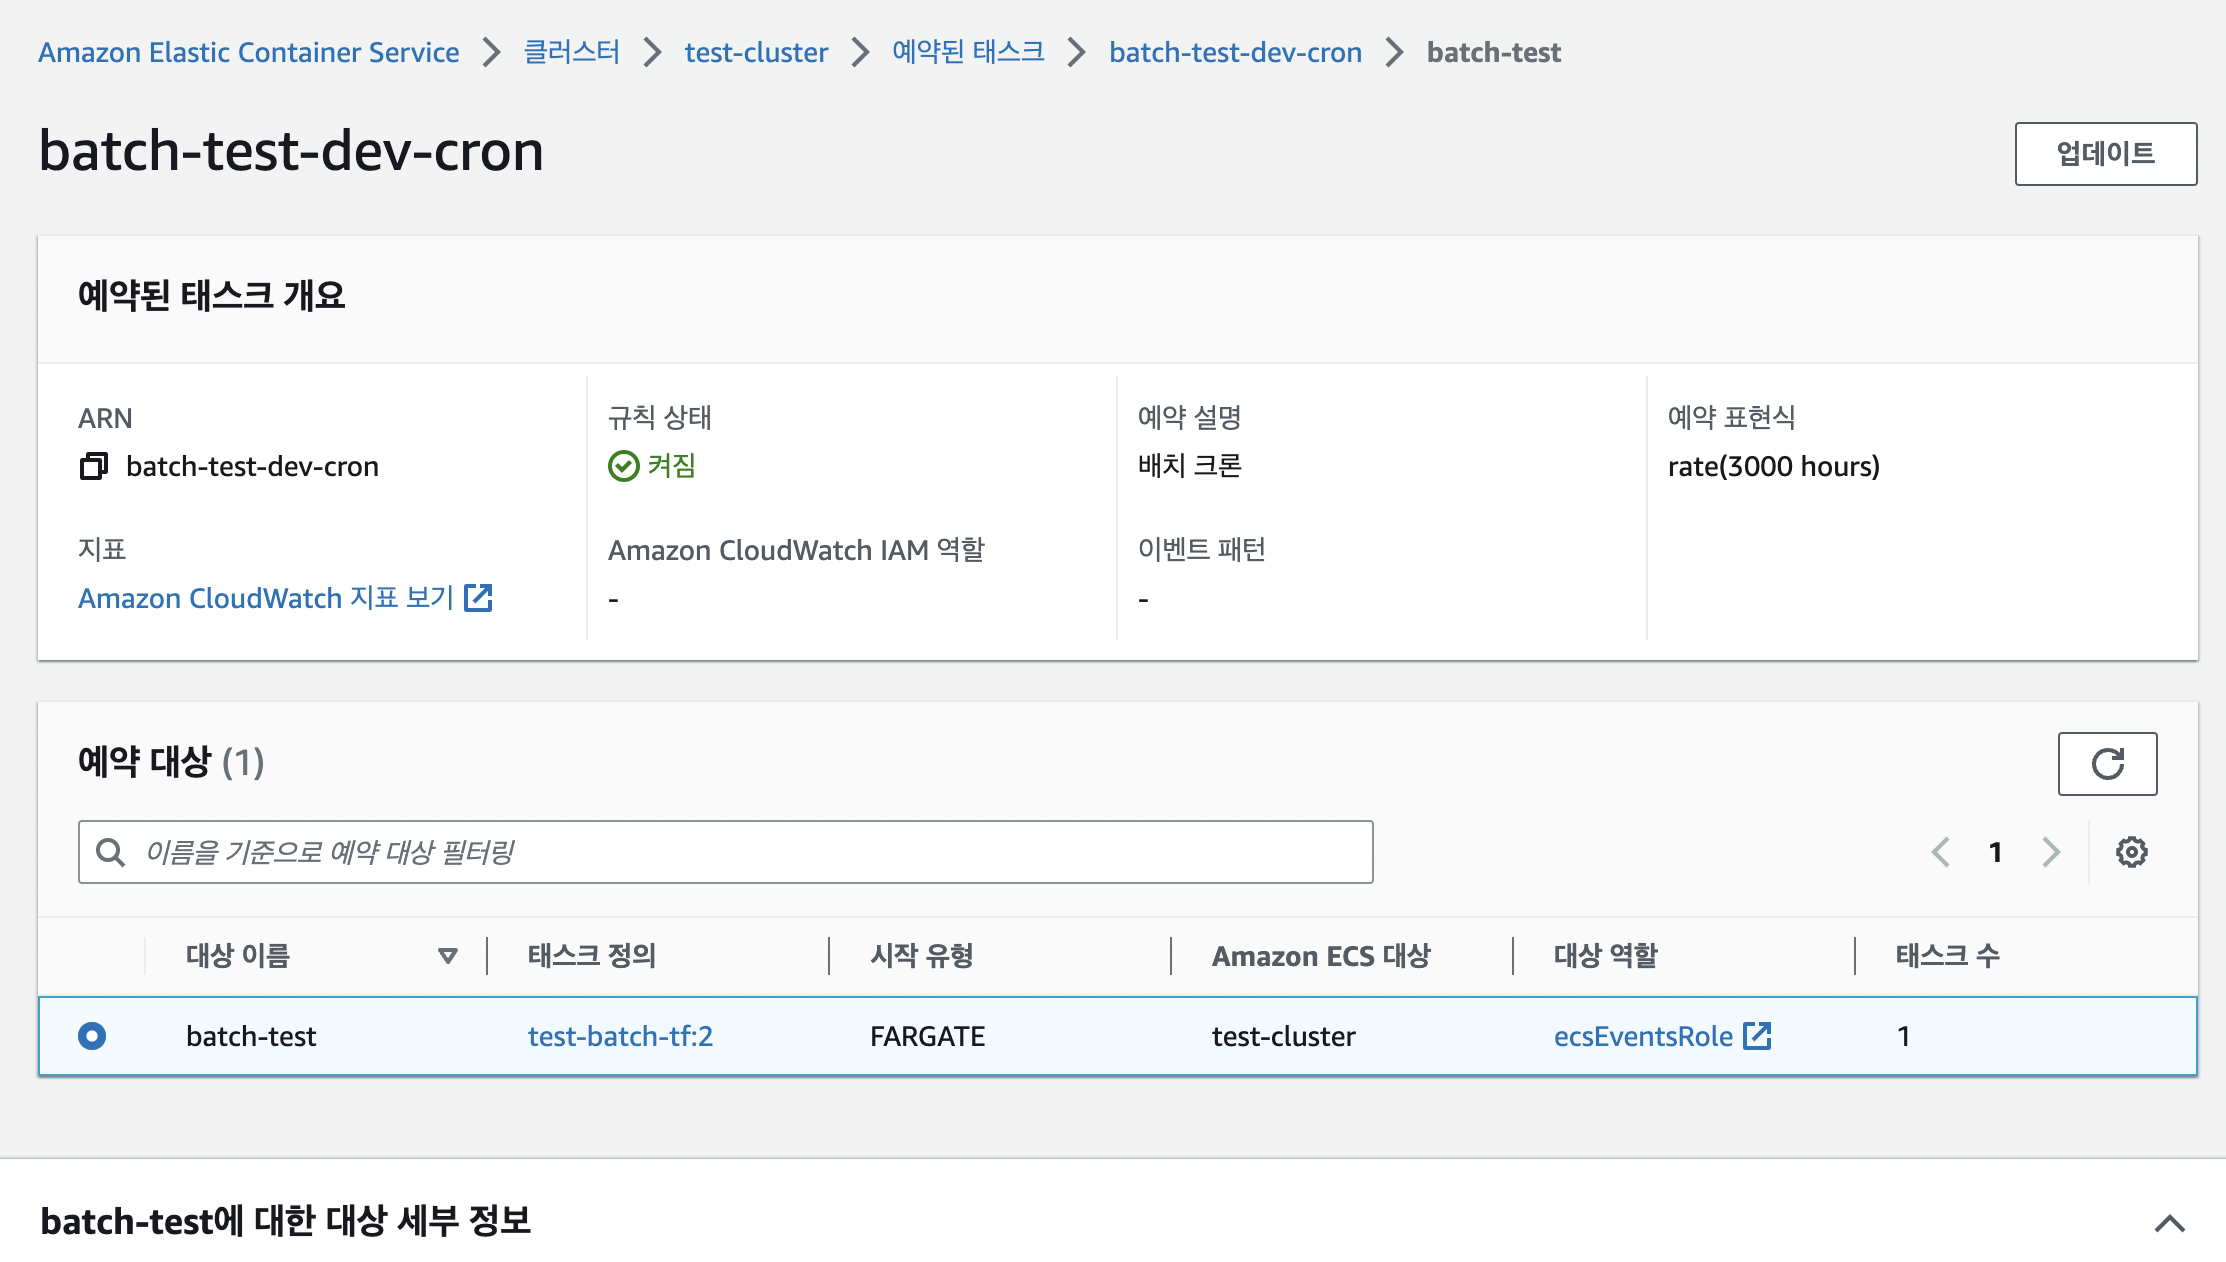 Amazon Elastic Container Service > 클러스터 > test-cluster > 예약된 태스크 > batch-test-dev-cron > batch-test
batch-test-dev-cron
업데이트
예약된 태스크 개요
ARN
batch-test-dev-cron
규칙 상태
켜짐
예약 설명
배치 크론
예약 표현식
rate(3000 hours)
지표
Amazon CloudWatch 지표 보기
Amazon CloudWatch IAM 역할
-
이벤트 패턴
-
예약 대상 (1)
이름을 기준으로 예약 대상 필터링
1
대상 이름 태스크 정의 시작 유형 Amazon ECS 대상 대상 역할 태스크 수
batch-test test-batch-tf:2 FARGATE test-cluster ecsEventsRole 1
batch-test에 대한 대상 세부 정보